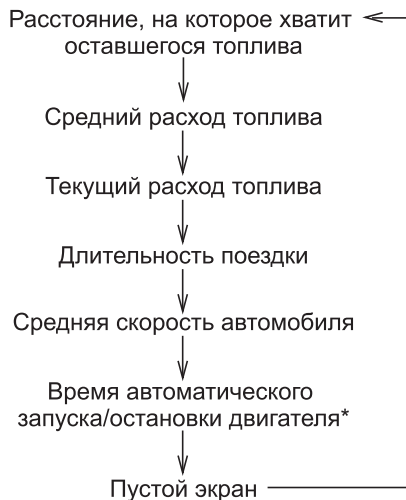 Расстояние, на которое хватит
оставшегося топлива
Средний расход топлива
Текущий расход топлива
Длительность поездки
Средняя скорость автомобиля
Время автоматического
запуска/остановки двигателя*
Пустой экран